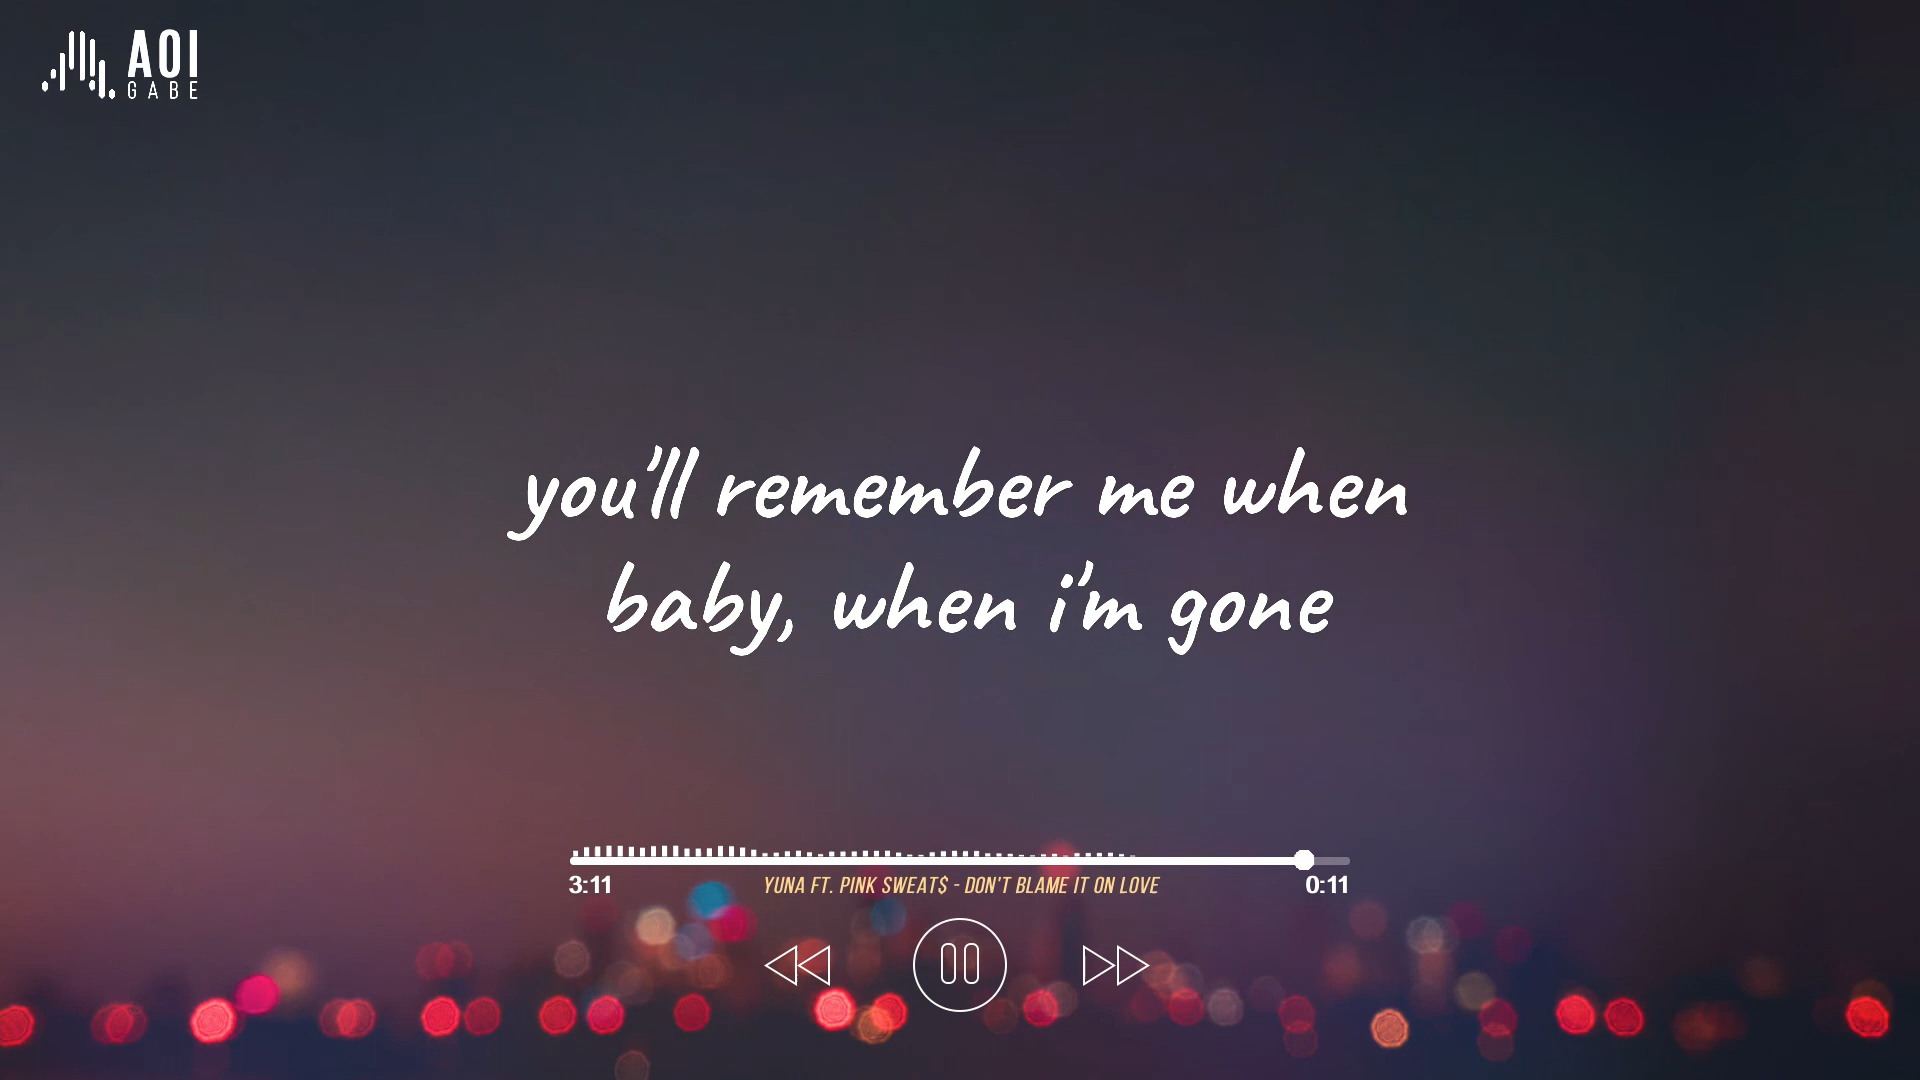 AOI
GABE
you'll remember me when
baby, when i'm gone
3:11
YUNA FT. PINK SWEAT$ - DON'T BLAME IT ON LOVE
0:11